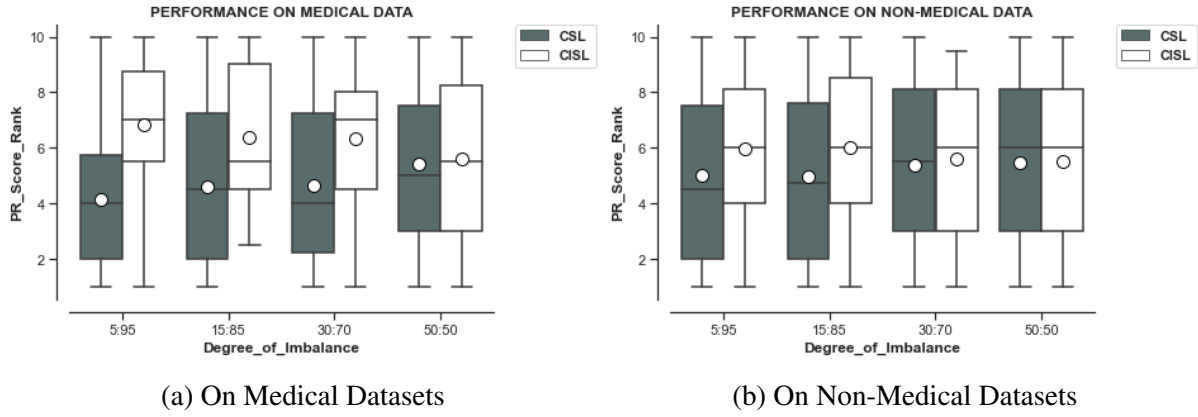 PERFORMANCE ON MEDICAL DATA
PR_Score_Rank
10
8
6
4
2
5:95
15:85
30:70
50:50
Degree_of_Imbalance
CSL
CISL
(a) On Medical Datasets
PERFORMANCE ON NON-MEDICAL DATA
PR_Score_Rank
10
8
6
4
2
5:95
15:85
30:70
50:50
Degree_of_Imbalance
CSL
CISL
(b) On Non-Medical Datasets